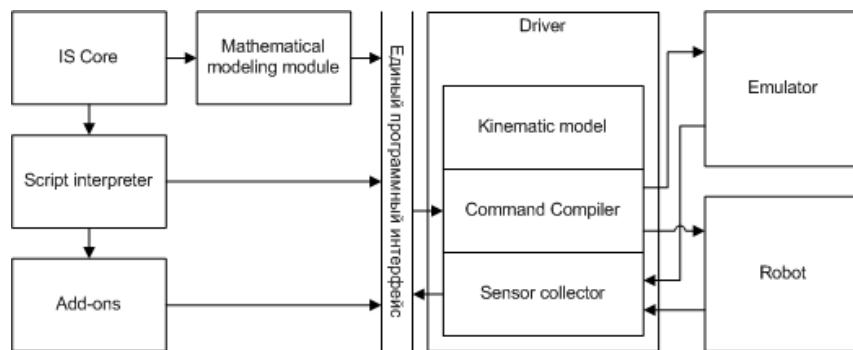 IS Core
Mathematical
modeling module
Script interpreter
Add-ons
Единый программный интерфейс
Driver
Kinematic model
Command Compiler
Sensor collector
Emulator
Robot